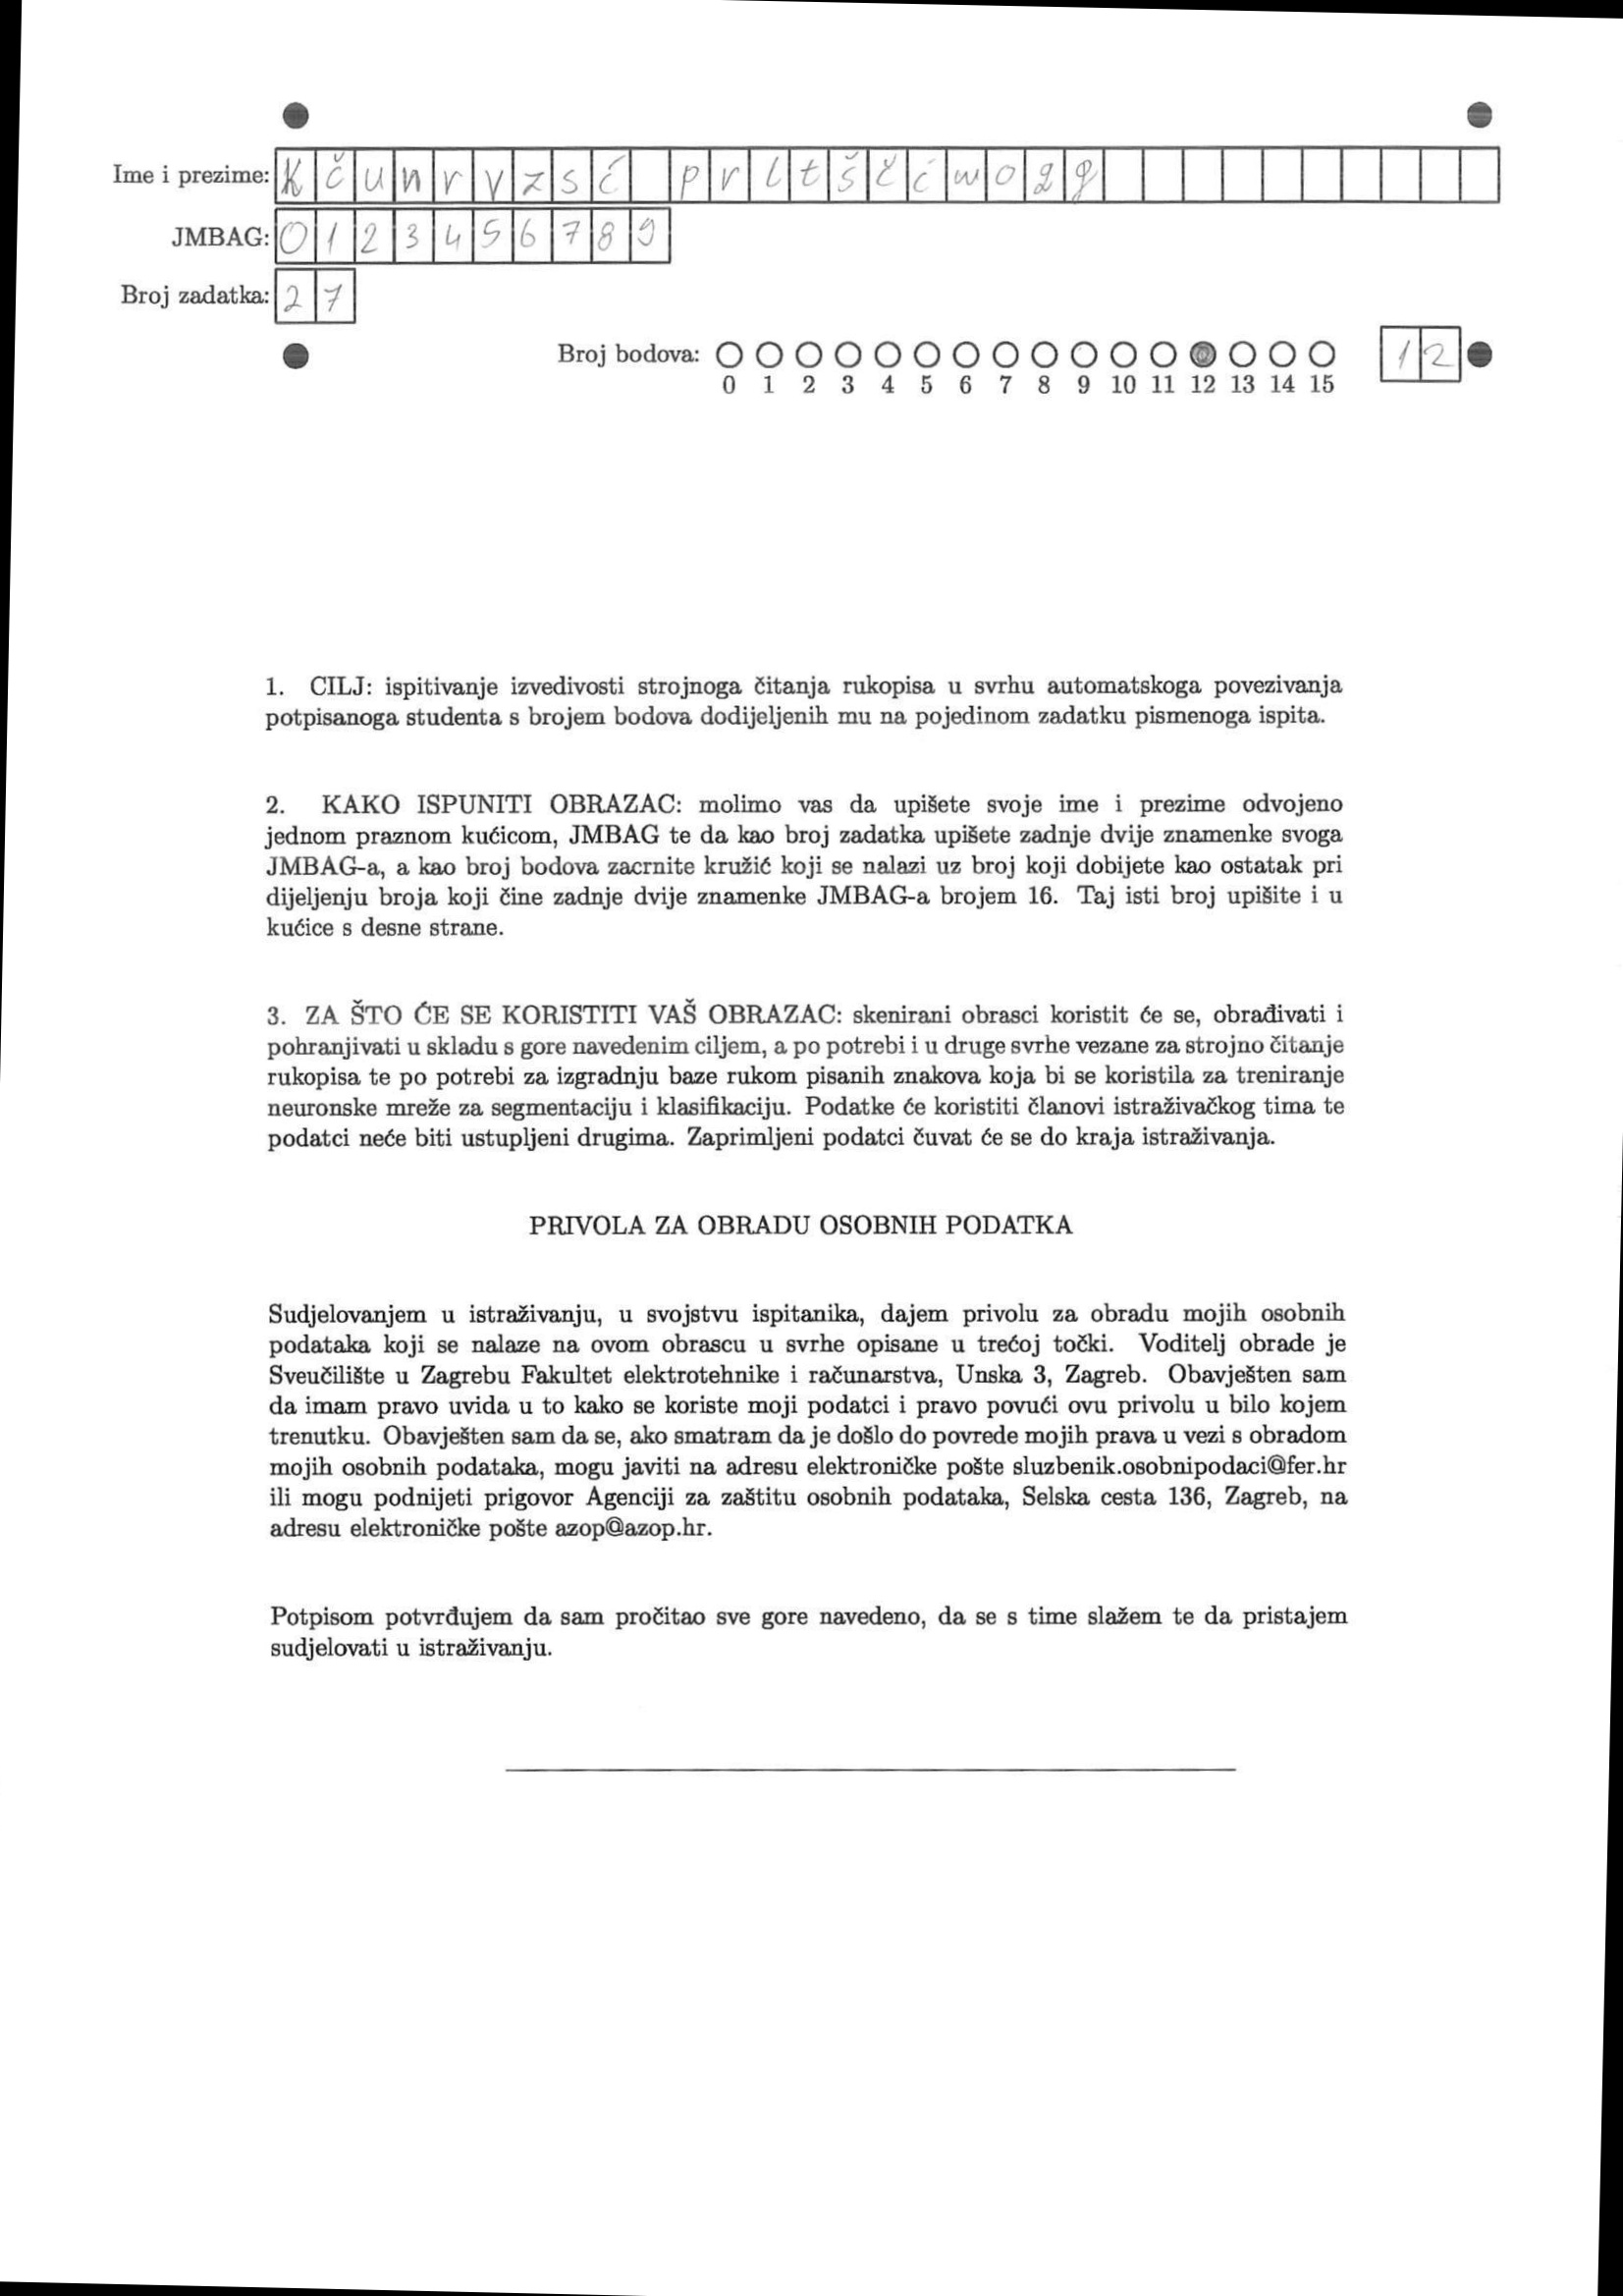 Ime i prezime: Kčunrvzsć prltščćwo
JMBAG: 0123456789
Broj zadatka: 27
Broj bodova: 12
0 1 2 3 4 5 6 7 8 9 10 11 12 13 14 15
1. CILJ: ispitivanje izvedivosti strojnoga čitanja rukopisa u svrhu automatskoga povezivanja
potpisanoga studenta s brojem bodova dodijeljenih mu na pojedinom zadatku pismenoga ispita.
2. KAKO ISPUNITI OBRAZAC: molimo vas da upišete svoje ime i prezime odvojeno
jednom praznom kućicom, JMBAG te da kao broj zadatka upišete zadnje dvije znamenke svoga
JMBAG-a, a kao broj bodova zacrnite kružić koji se nalazi uz broj koji dobijete kao ostatak pri
dijeljenju broja koji čine zadnje dvije znamenke JMBAG-a brojem 16. Taj isti broj upišite i u
kućice s desne strane.
3. ZA ŠTO ĆE SE KORISTITI VAŠ OBRAZAC: skenirani obrasci koristit će se, obrađivati i
pohranjivati u skladu s gore navedenim ciljem, a po potrebi i u druge svrhe vezane za strojno čitanje
rukopisa te po potrebi za izgradnju baze rukom pisanih znakova koja bi se koristila za treniranje
neuronske mreže za segmentaciju i klasifikaciju. Podatke će koristiti članovi istraživačkog tima te
podatci neće biti ustupljeni drugima. Zaprimljeni podatci čuvat će se do kraja istraživanja.
PRIVOLA ZA OBRADU OSOBNIH PODATKA
Sudjelovanjem u istraživanju, u svojstvu ispitanika, dajem privolu za obradu mojih osobnih
podataka koji se nalaze na ovom obrascu u svrhe opisane u trećoj točki. Voditelj obrade je
Sveučilište u Zagrebu Fakultet elektrotehnike i računarstva, Unska 3, Zagreb. Obavješten sam
da imam pravo uvida u to kako se koriste moji podatci i pravo povući ovu privolu u bilo kojem
trenutku. Obavješten sam da se, ako smatram da je došlo do povrede mojih prava u vezi s obradom
mojih osobnih podataka, mogu javiti na adresu elektroničke pošte sluzbenik.osobnipodaci@fer.hr
ili mogu podnijeti prigovor Agenciji za zaštitu osobnih podataka, Selska cesta 136, Zagreb, na
adresu elektroničke pošte azop@azop.hr.
Potpisom potvrđujem da sam pročitao sve gore navedeno, da se s time slažem te da pristajem
sudjelovati u istraživanju.